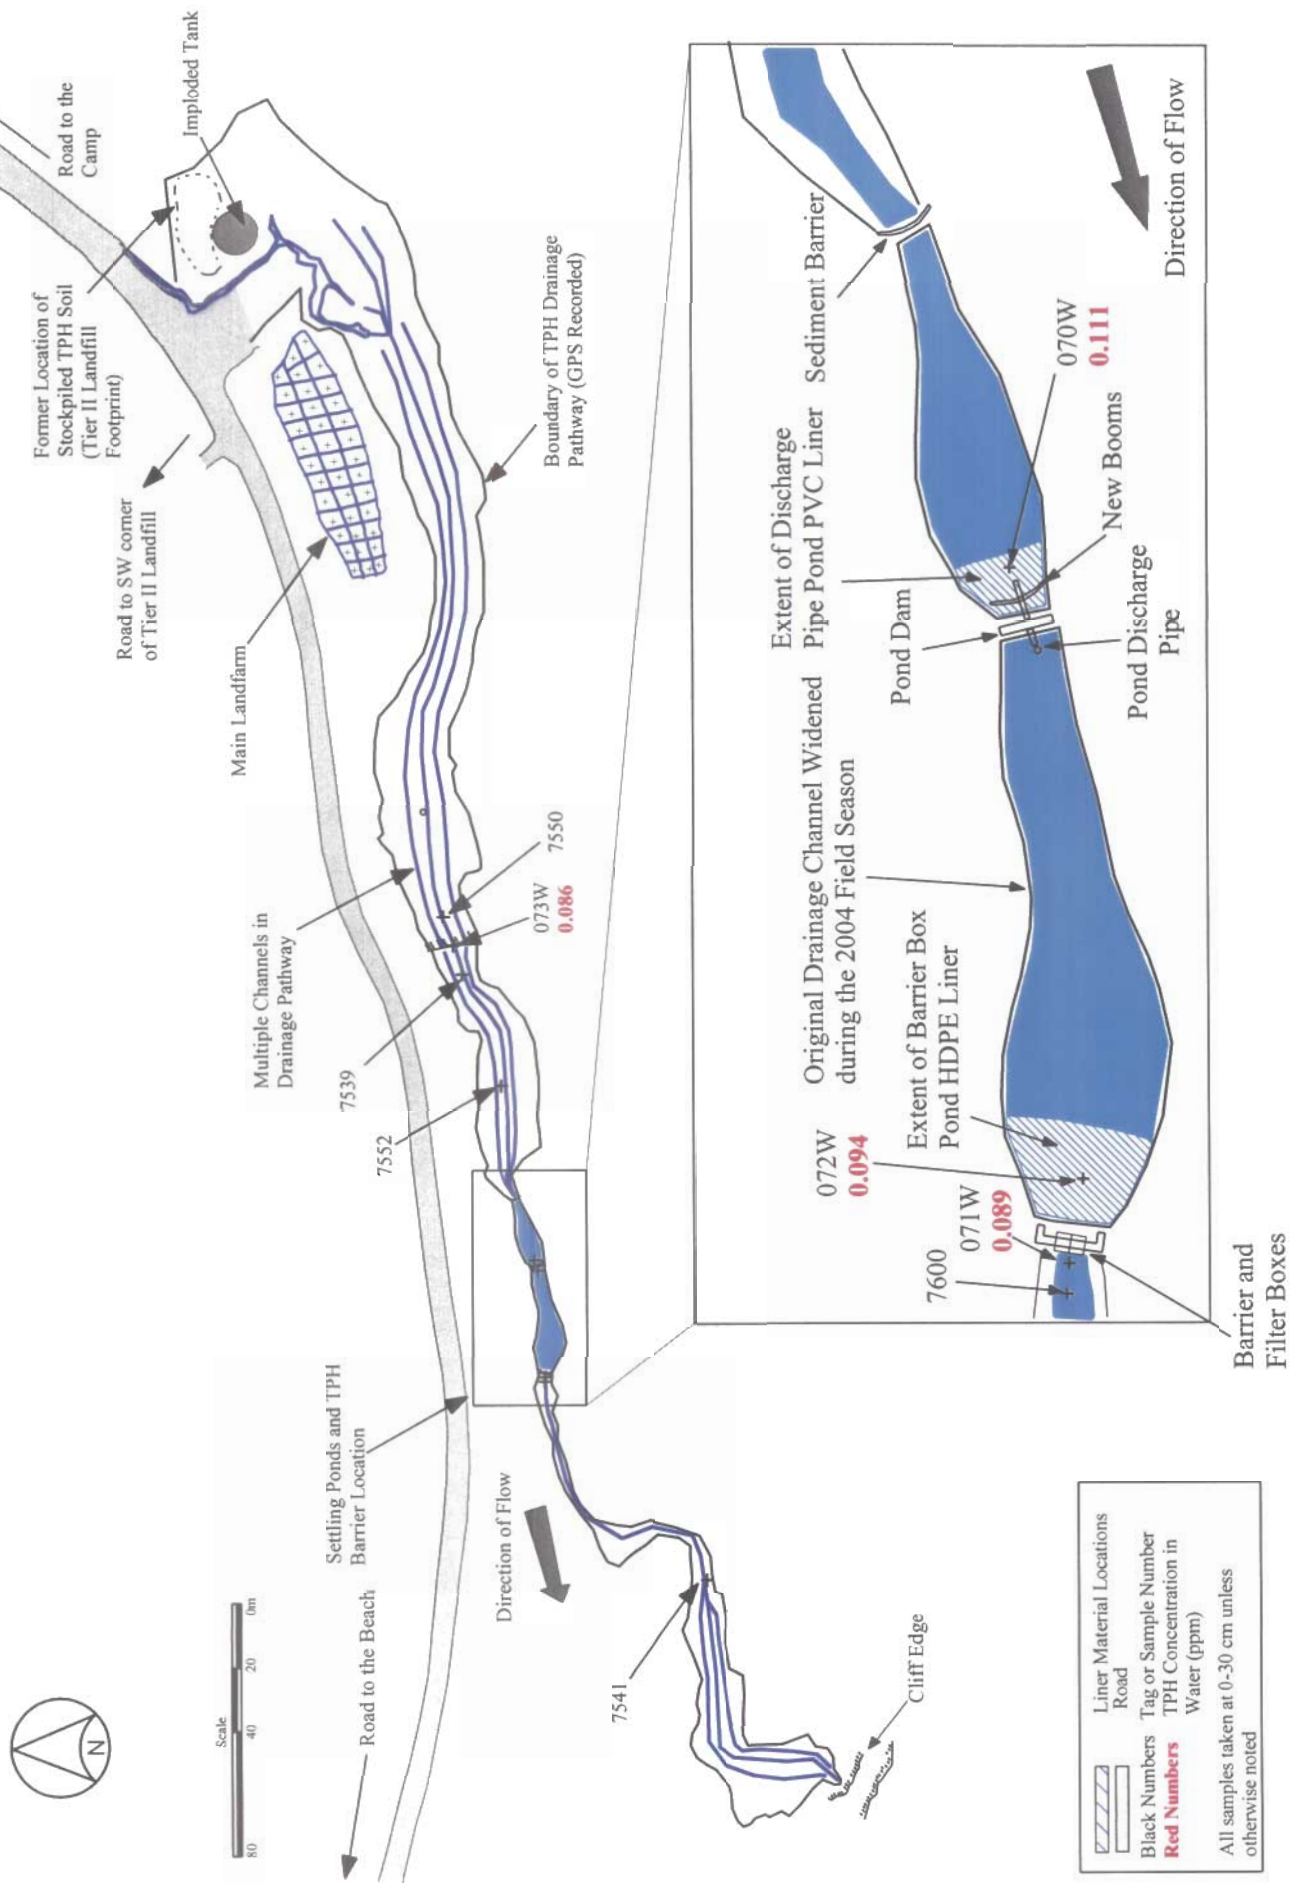 Road to the
Camp
Imploded Tank
Former Location of
Stockpiled TPH Soil
(Tier II Landfill
Footprint)
Road to SW corner
of Tier II Landfill
Main Landfarm
Boundary of TPH Drainage
Pathway (GPS Recorded)
Multiple Channels in
Drainage Pathway
7550
073W
0.086
7539
7552
Settling Ponds and TPH
Barrier Location
Road to the Beach
Direction of Flow
7541
Cliff Edge
N
Scale
80
40
20
0m
Sediment Barrier
Direction of Flow
Extent of Discharge
Pipe Pond PVC Liner
070W
0.111
New Booms
Pond Dam
Pond Discharge
Pipe
Original Drainage Channel Widened
during the 2004 Field Season
Extent of Barrier Box
Pond HDPE Liner
072W
0.094
071W
0.089
7600
Barrier and
Filter Boxes
Liner Material Locations
Road
Black Numbers Tag or Sample Number
Red Numbers TPH Concentration in
Water (ppm)
All samples taken at 0-30 cm unless
otherwise noted